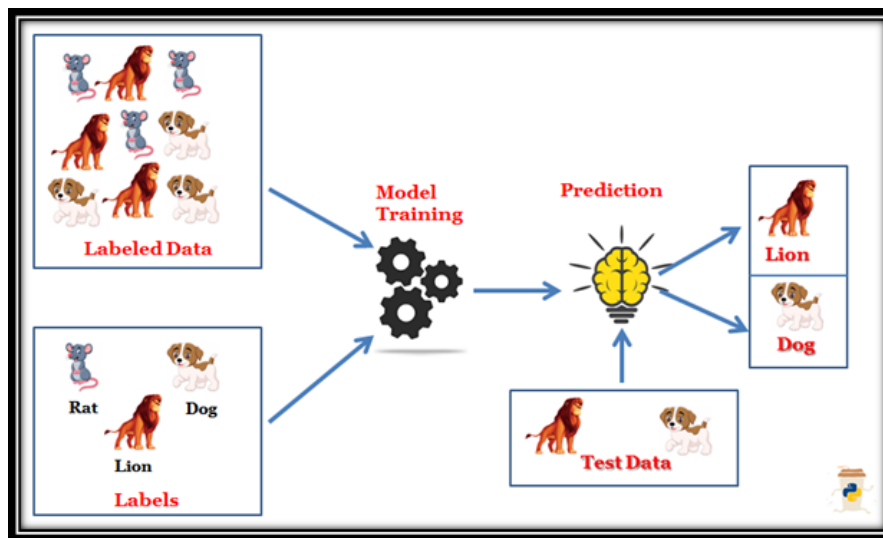 Labeled Data
Model
Training
Prediction
Lion
Dog
Rat
Dog
Lion
Labels
Test Data